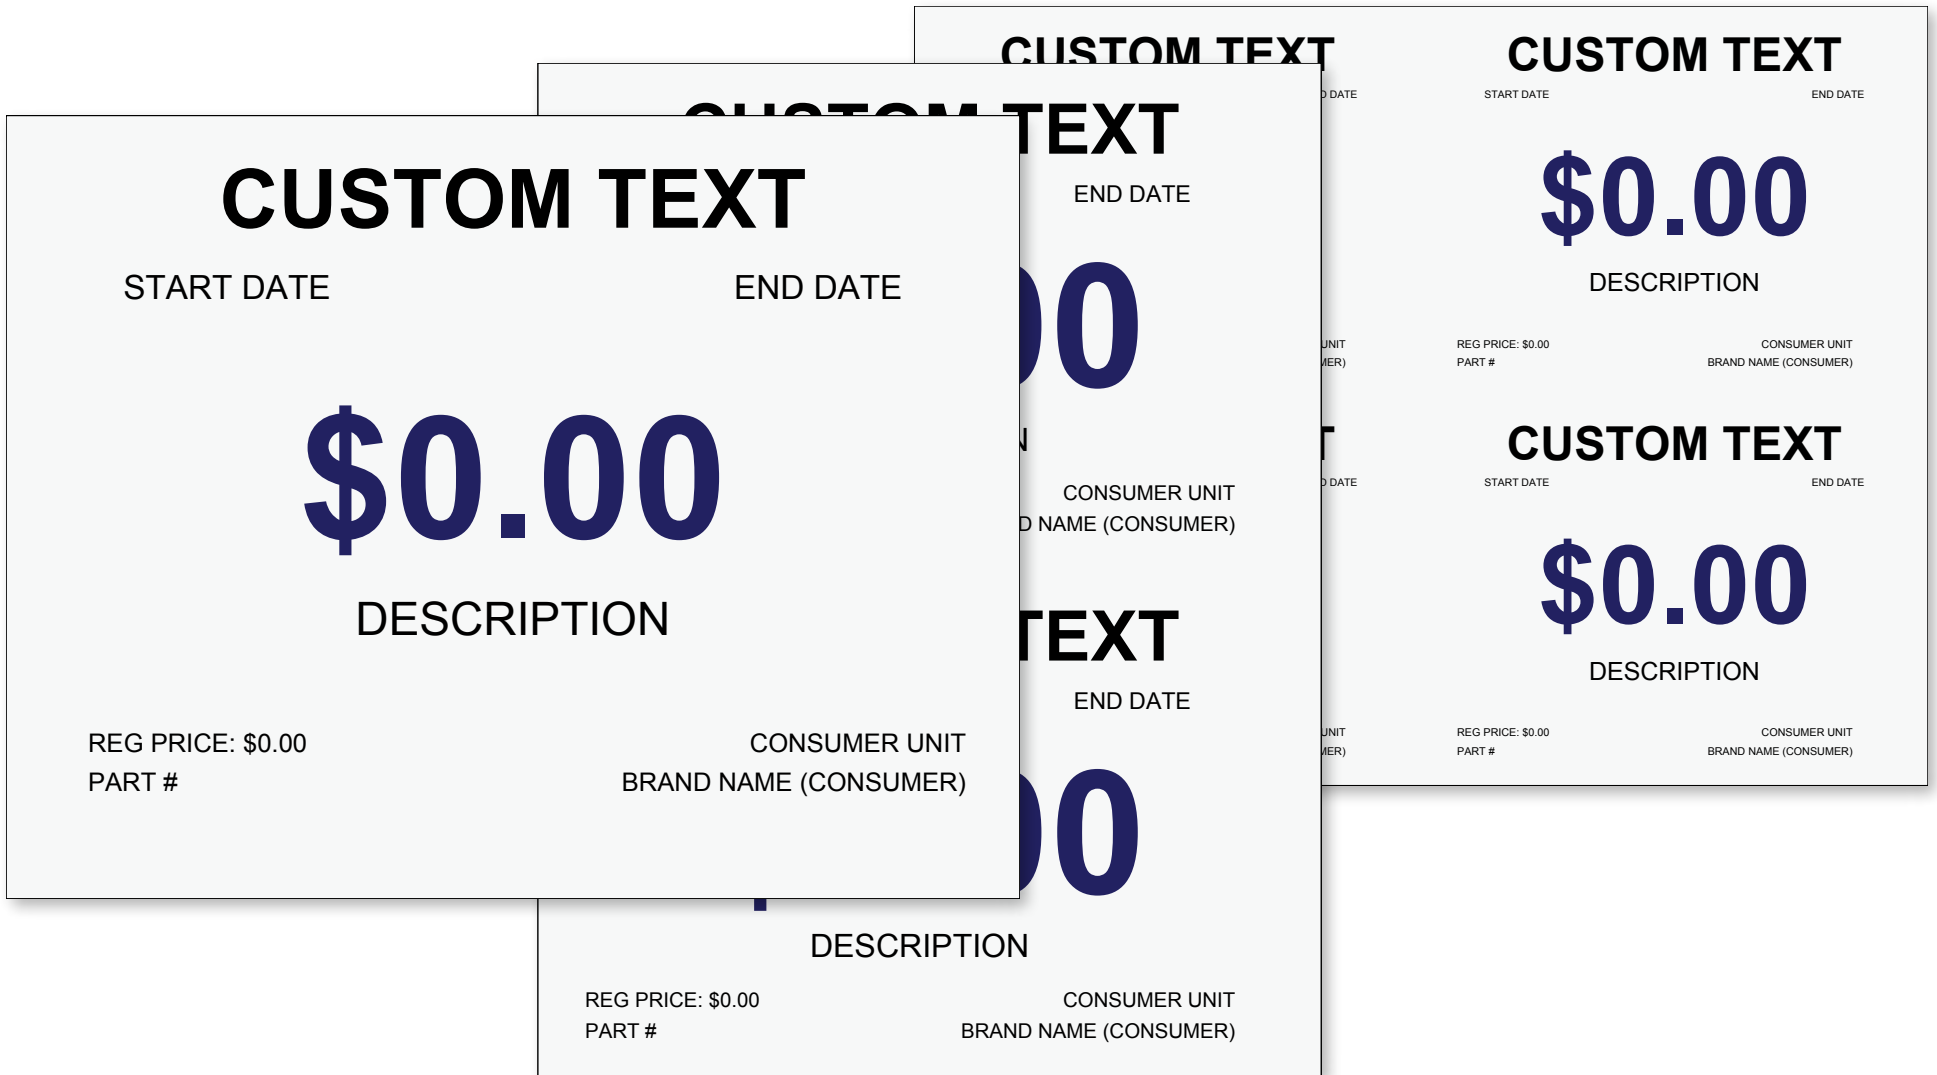 CUSTOM TEXT
START DATE END DATE
$0.00
DESCRIPTION
REG PRICE: $0.00 CONSUMER UNIT
PART # BRAND NAME (CONSUMER)
TEXT
END DATE
CONSUMER UNIT
NAME (CONSUMER)
TEXT
END DATE
DESCRIPTION
REG PRICE: $0.00 CONSUMER UNIT
PART # BRAND NAME (CONSUMER)
CUSTOM TEXT
DATE
UNIT
CUSTOM TEXT
START DATE END DATE
$0.00
DESCRIPTION
REG PRICE: $0.00 CONSUMER UNIT
PART # BRAND NAME (CONSUMER)
DATE
UNIT
CUSTOM TEXT
START DATE END DATE
$0.00
DESCRIPTION
REG PRICE: $0.00 CONSUMER UNIT
PART # BRAND NAME (CONSUMER)